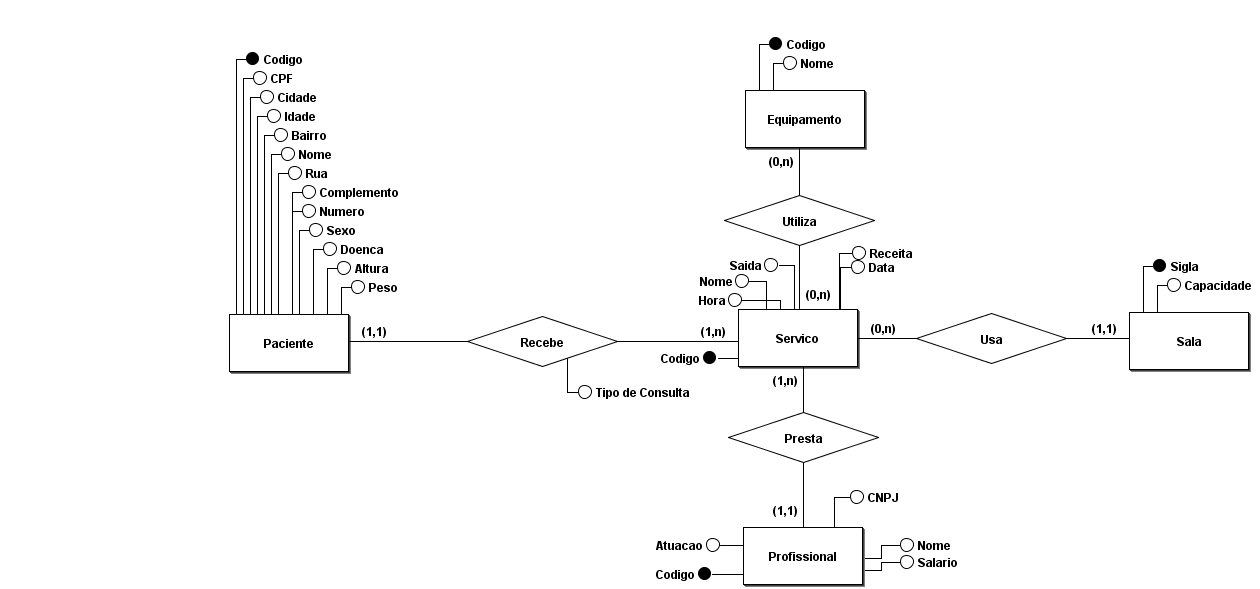 Codigo
CPF
Cidade
Idade
Bairro
Nome
Rua
Complemento
Numero
Sexo
Doenca
Altura
Peso
Paciente
(1,1)
Recebe
Tipo de Consulta
(1,n)
Codigo
Nome
Equipamento
(0,n)
Utiliza
(0,n)
Saida
Nome
Hora
Codigo
Receita
Data
Servico
(0,n)
Usa
(1,1)
Sigla
Capacidade
Sala
(1,n)
Presta
(1,1)
CNPJ
Atuacao
Codigo
Profissional
Nome
Salario